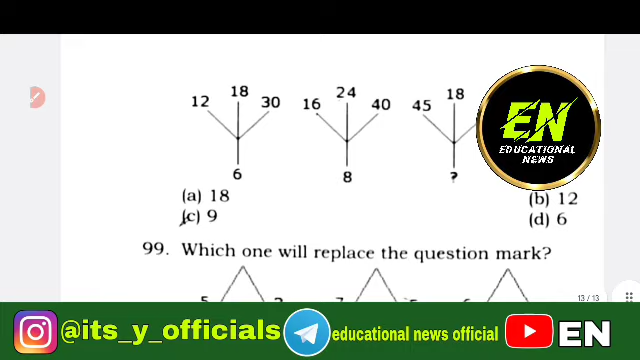 12 18 30 16 24 40 45 18
6 8 ?
(a) 18 (b) 12
(c) 9 (d) 6
EN
EDUCATIONAL
NEWS
99. Which one will replace the question mark?
13 / 13
@its_y_officials educational news official EN